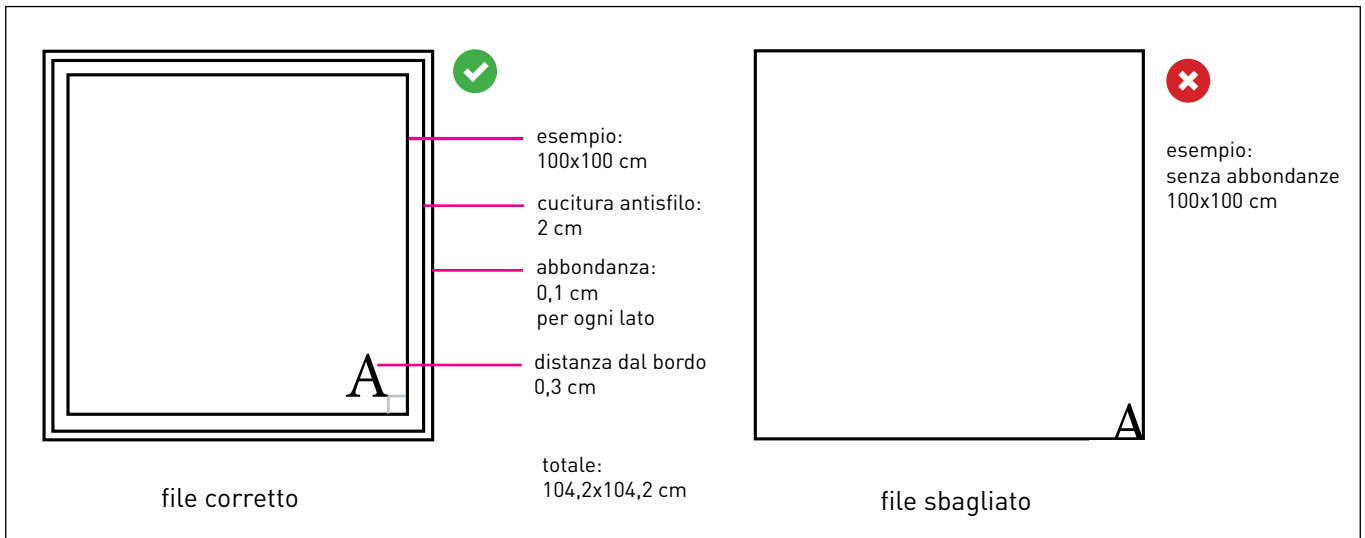 esempio:
100x100 cm
cucitura antisfilo:
2 cm
abbondanza:
0,1 cm
per ogni lato
distanza dal bordo
0,3 cm
A
totale:
104,2x104,2 cm
file corretto
esempio:
senza abbondanze
100x100 cm
A
file sbagliato